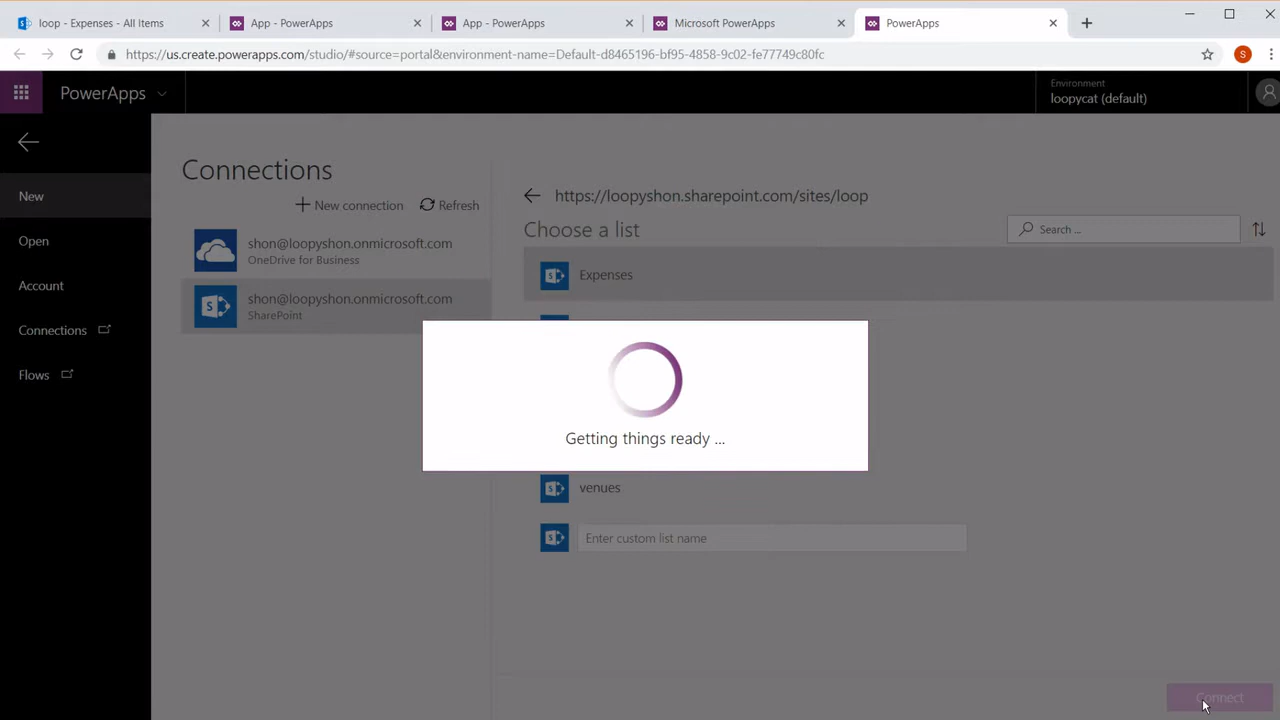 loop - Expenses - All Items
App - PowerApps
App - PowerApps
Microsoft PowerApps
PowerApps
https://us.create.powerapps.com/studio/#source=portal&environment-name=Default-d8465196-bf95-4858-9c02-fe77749c80fc
S
PowerApps
Environment
loopycat (default)
New
Open
Account
Connections
Flows
Connections
New connection
Refresh
shon@loopyshon.onmicrosoft.com
OneDrive for Business
shon@loopyshon.onmicrosoft.com
SharePoint
https://loopyshon.sharepoint.com/sites/loop
Choose a list
Search ...
Expenses
Getting things ready ...
venues
Enter custom list name
Connect